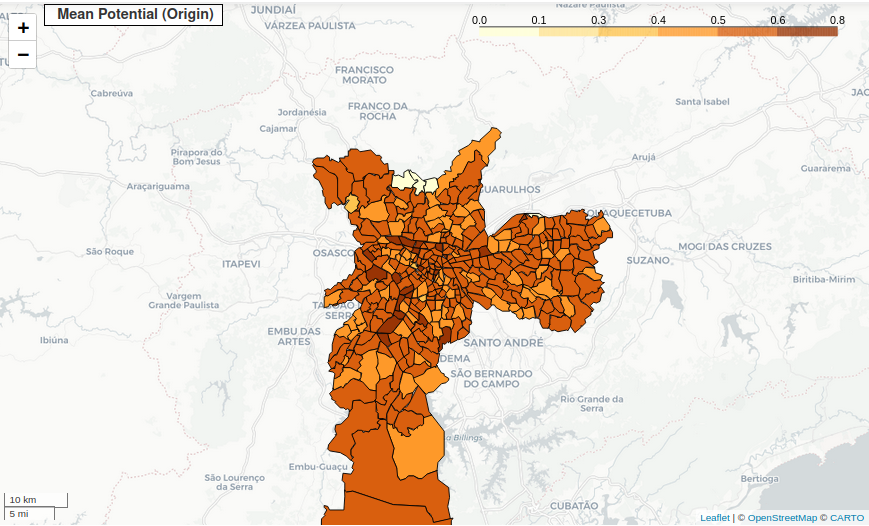 Mean Potential (Origin)
+
−
0.0 0.1 0.3 0.4 0.5 0.6 0.8
JUNDIAÍ
VÁRZEA PAULISTA
Nazaré Paulista
FRANCISCO
MORATO
Cabreúva
Jordanésia
FRANCO DA
ROCHA
Santa Isabel
Cajamar
Pirapora do
Bom Jesus
Arujá
Guararema
Araçariguama
GUARULHOS
ITAQUAQUECETUBA
São Roque
OSASCO
ITAPEVI
MOGI DAS CRUZES
SUZANO
Biritiba-Mirim
Vargem
Grande Paulista
TABOÃO
SERR
EMBU DAS
ARTES
Ibiúna
SANTO ANDRÉ
DEMA
SÃO BERNARDO
DO CAMPO
Rio Grande da
Serra
Billings
Embu-Guaçu
São Lourenço
da Serra
Bertioga
CUBATÃO
10 km
5 mi
Leaflet | © OpenStreetMap © CARTO